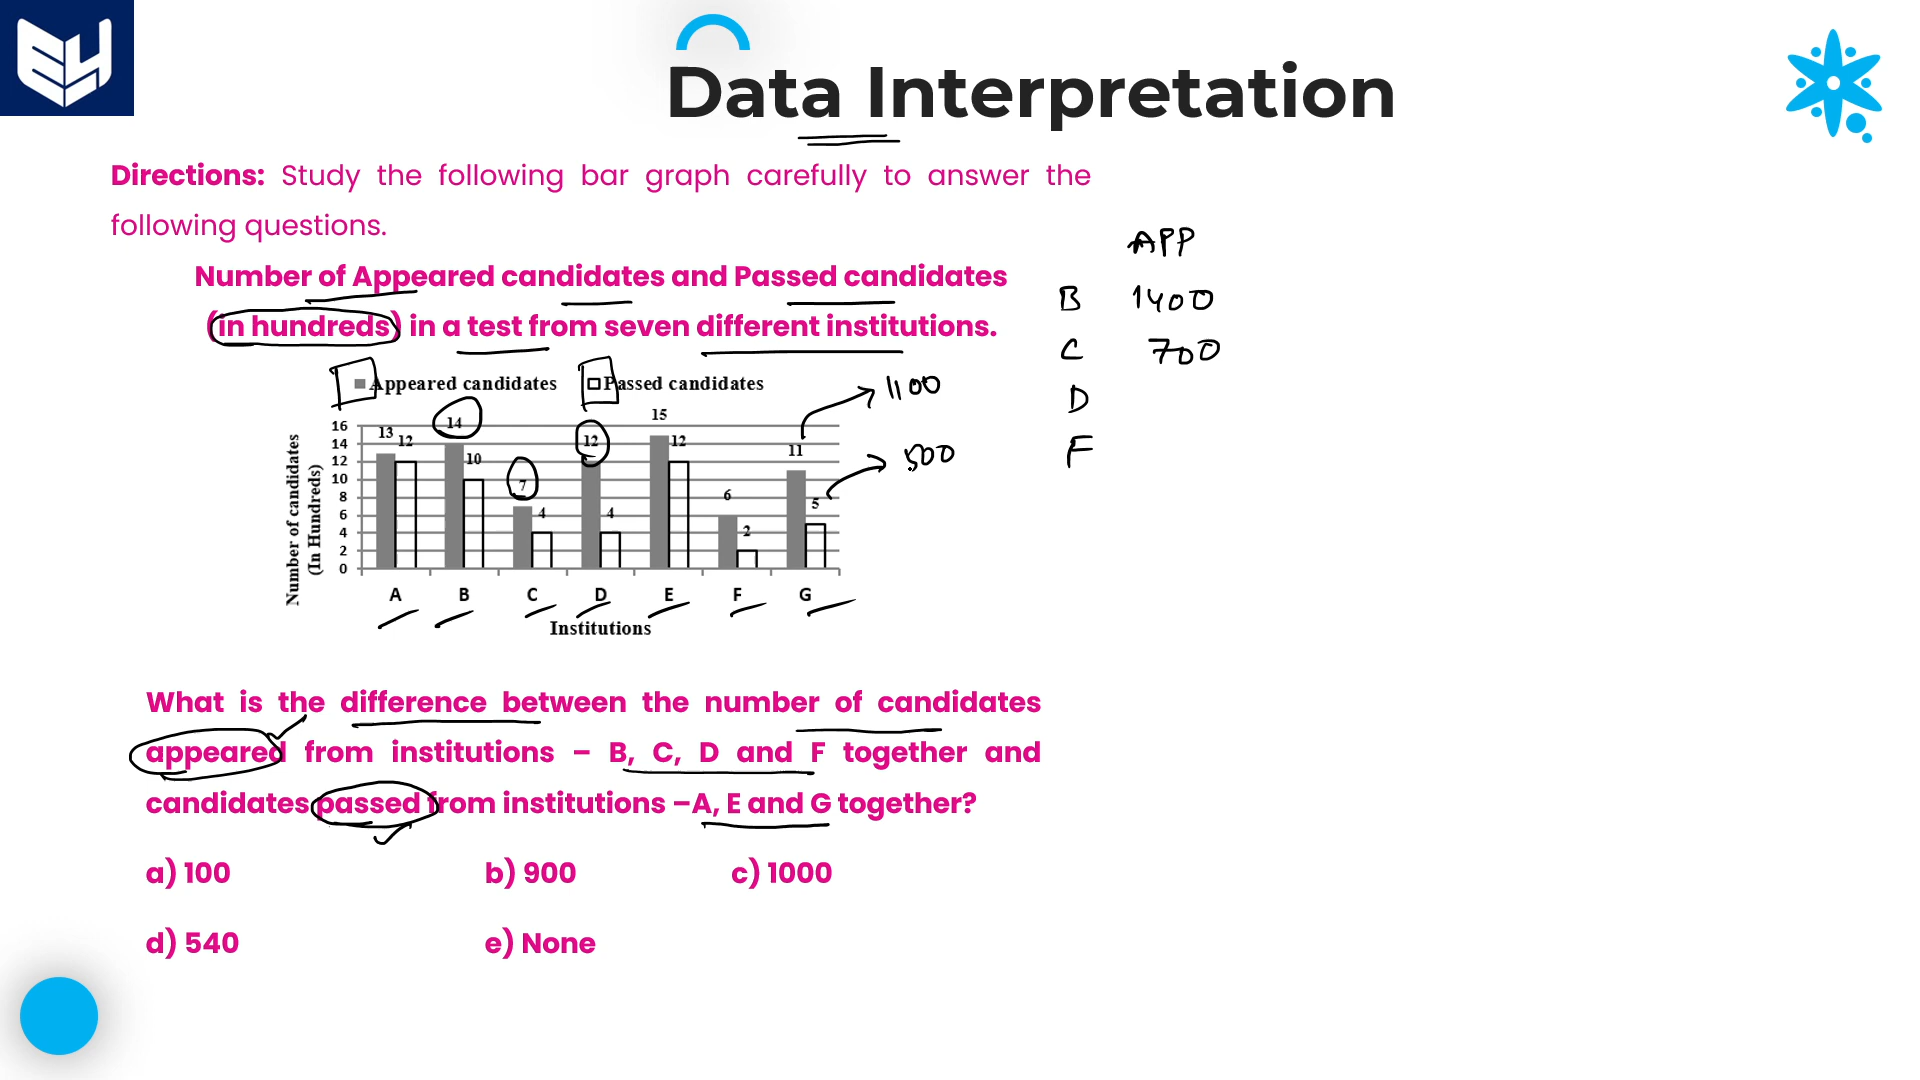 Data Interpretation
Directions: Study the following bar graph carefully to answer the
following questions.
Number of Appeared candidates and Passed candidates
(in hundreds) in a test from seven different institutions.
Appeared candidates Passed candidates
Number of candidates
(In Hundreds)
16
14
12
10
8
6
4
2
0
13 12 14 10 7 4 12 4 15 12 6 2 11 5
A B C D E F G
Institutions
1100
500
APP
B 1400
C 700
D
F
What is the difference between the number of candidates
appeared from institutions – B, C, D and F together and
candidates passed from institutions –A, E and G together?
a) 100 b) 900 c) 1000
d) 540 e) None